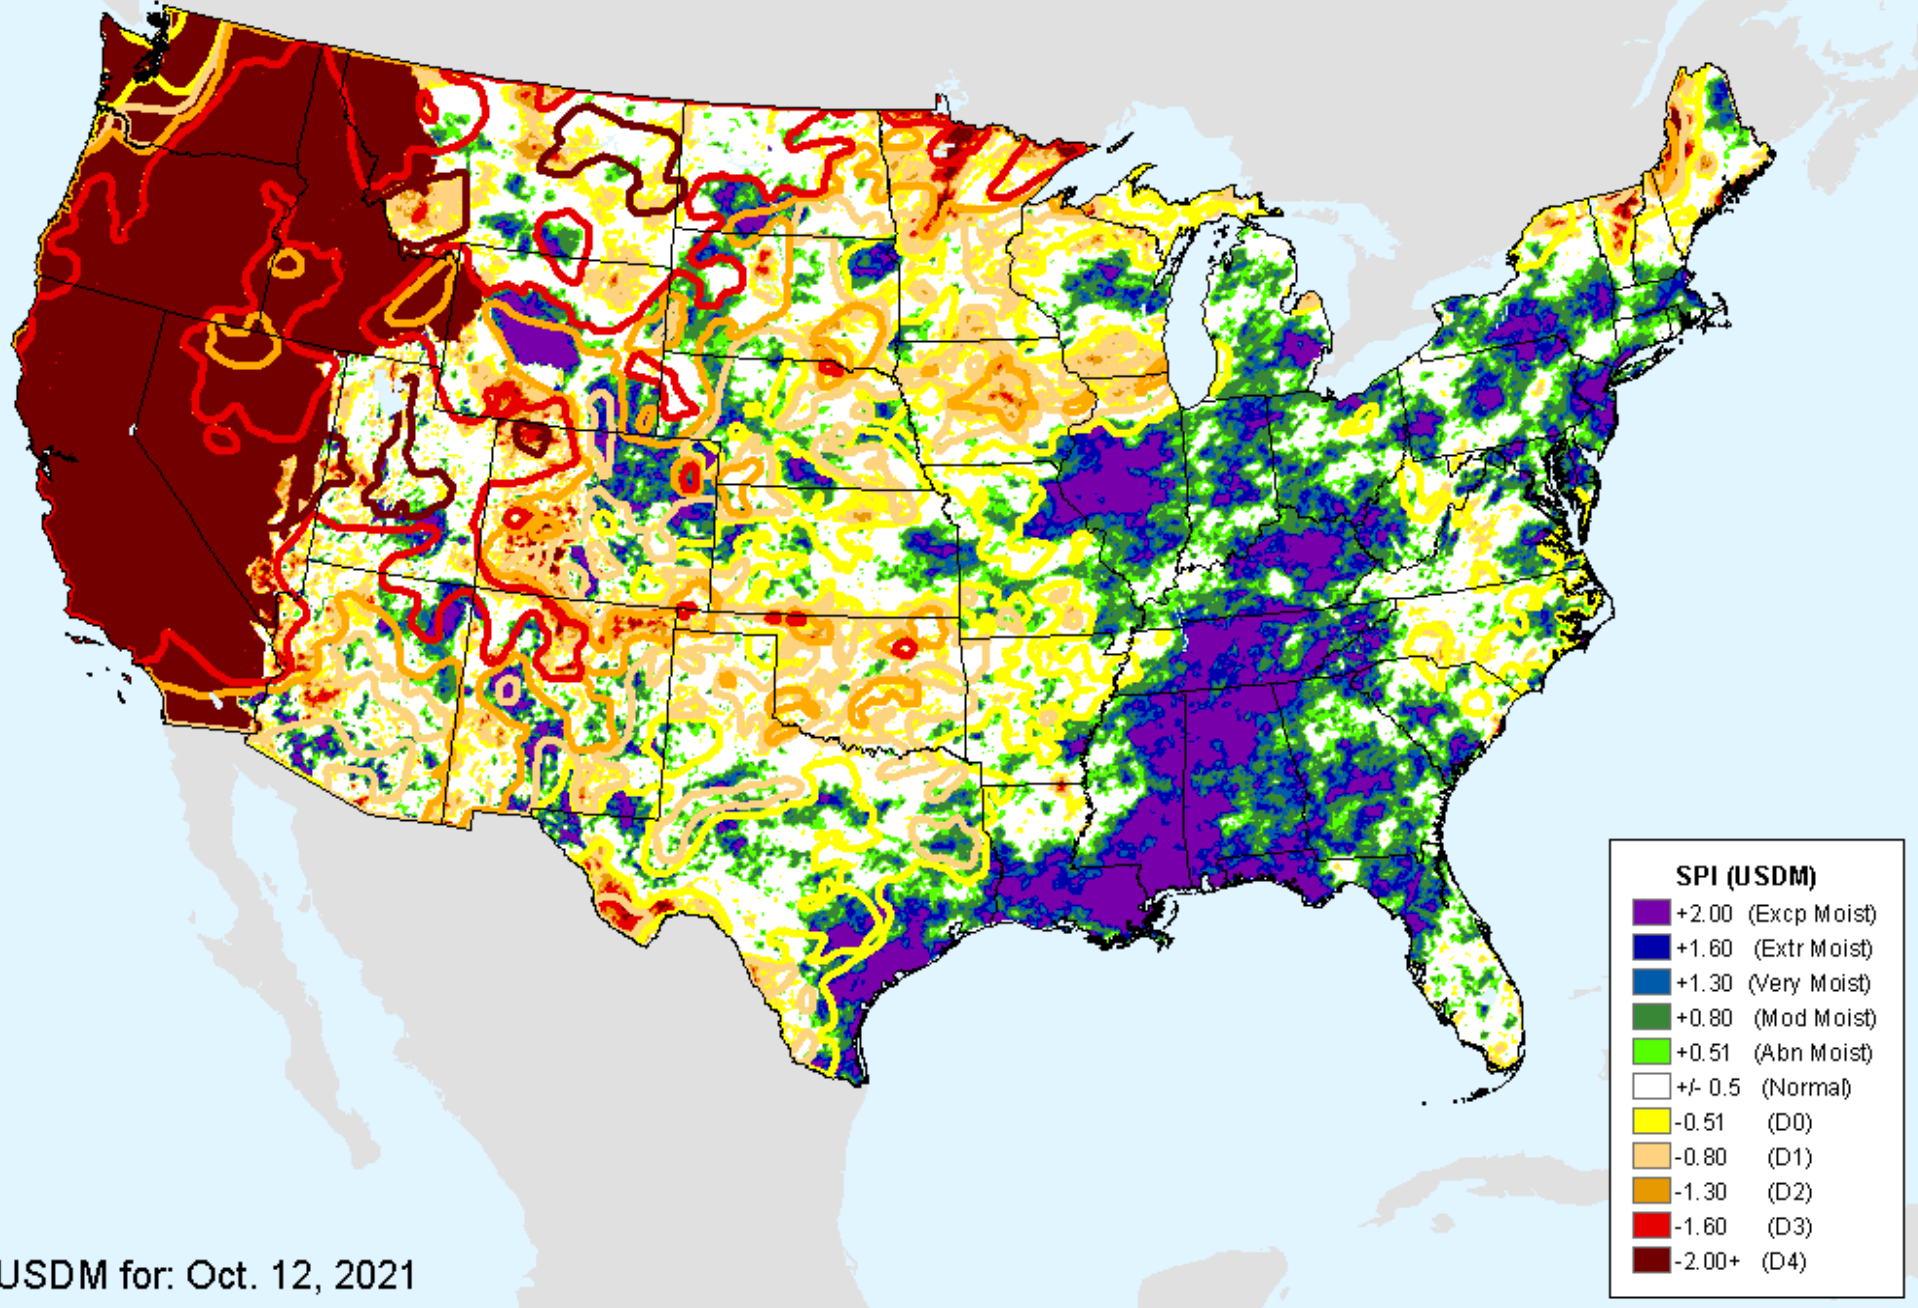 SPI (USDM)
+2.00 (Excp Moist)
+1.60 (Extr Moist)
+1.30 (Very Moist)
+0.80 (Mod Moist)
+0.51 (Abn Moist)
+/- 0.5 (Normal)
-0.51 (D0)
-0.80 (D1)
-1.30 (D2)
-1.60 (D3)
-2.00+ (D4)
USDM for: Oct. 12, 2021